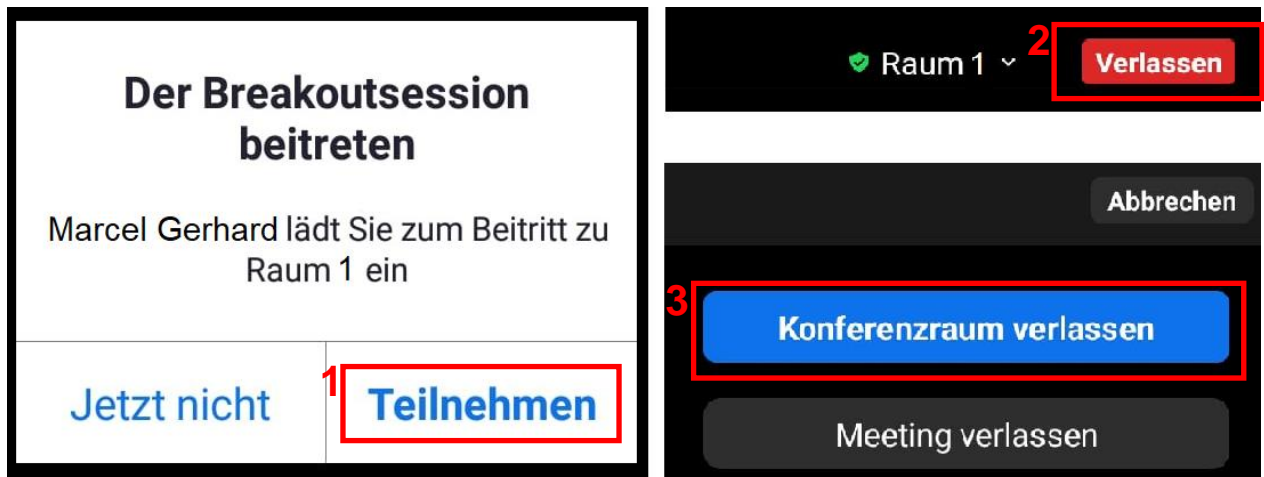 Der Breakoutsession
beitreten
Marcel Gerhard lädt Sie zum Beitritt zu
Raum 1 ein
Jetzt nicht
1
Teilnehmen
Raum 1
2
Verlassen
Abbrechen
3
Konferenzraum verlassen
Meeting verlassen